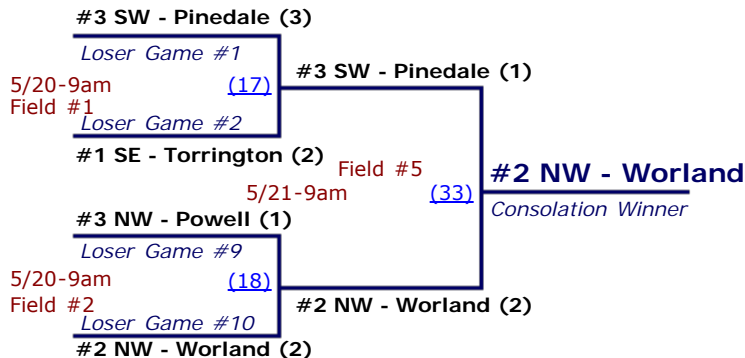 #3 SW - Pinedale (3)
Loser Game #1
5/20-9am
(17)
#3 SW - Pinedale (1)
Field #1
Loser Game #2
#1 SE - Torrington (2)
Field #5
5/21-9am
(33)
#2 NW - Worland
Consolation Winner
#3 NW - Powell (1)
Loser Game #9
5/20-9am
(18)
Field #2
#2 NW - Worland (2)
Loser Game #10
#2 NW - Worland (2)